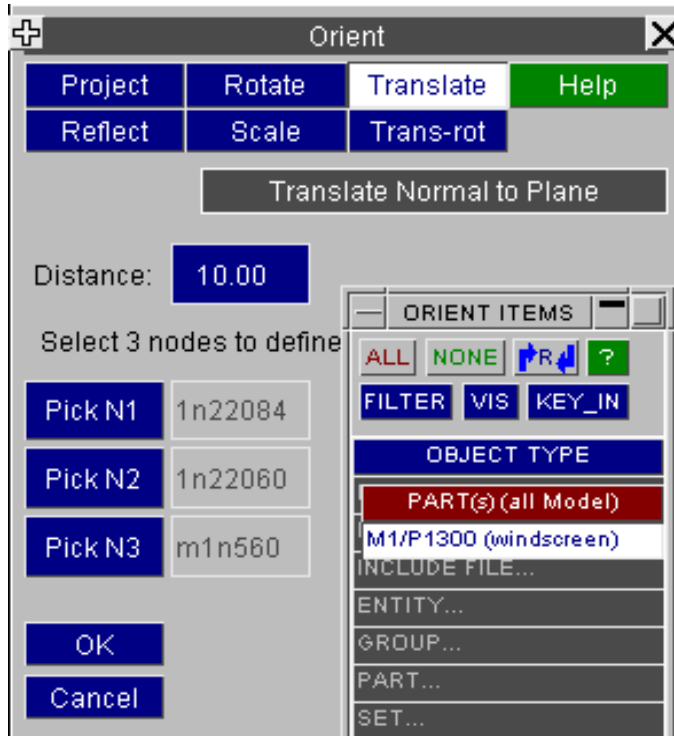 Orient
Project Rotate Translate Help
Reflect Scale Trans-rot
Translate Normal to Plane
Distance: 10.00
Select 3 nodes to define
Pick N1 1n22084
Pick N2 1n22060
Pick N3 m1n560
OK
Cancel
ORIENT ITEMS
ALL NONE R ?
FILTER VIS KEY_IN
OBJECT TYPE
PART(s)(all Model)
M1/P1300 (windscreen)
INCLUDE FILE...
ENTITY...
GROUP...
PART...
SET...